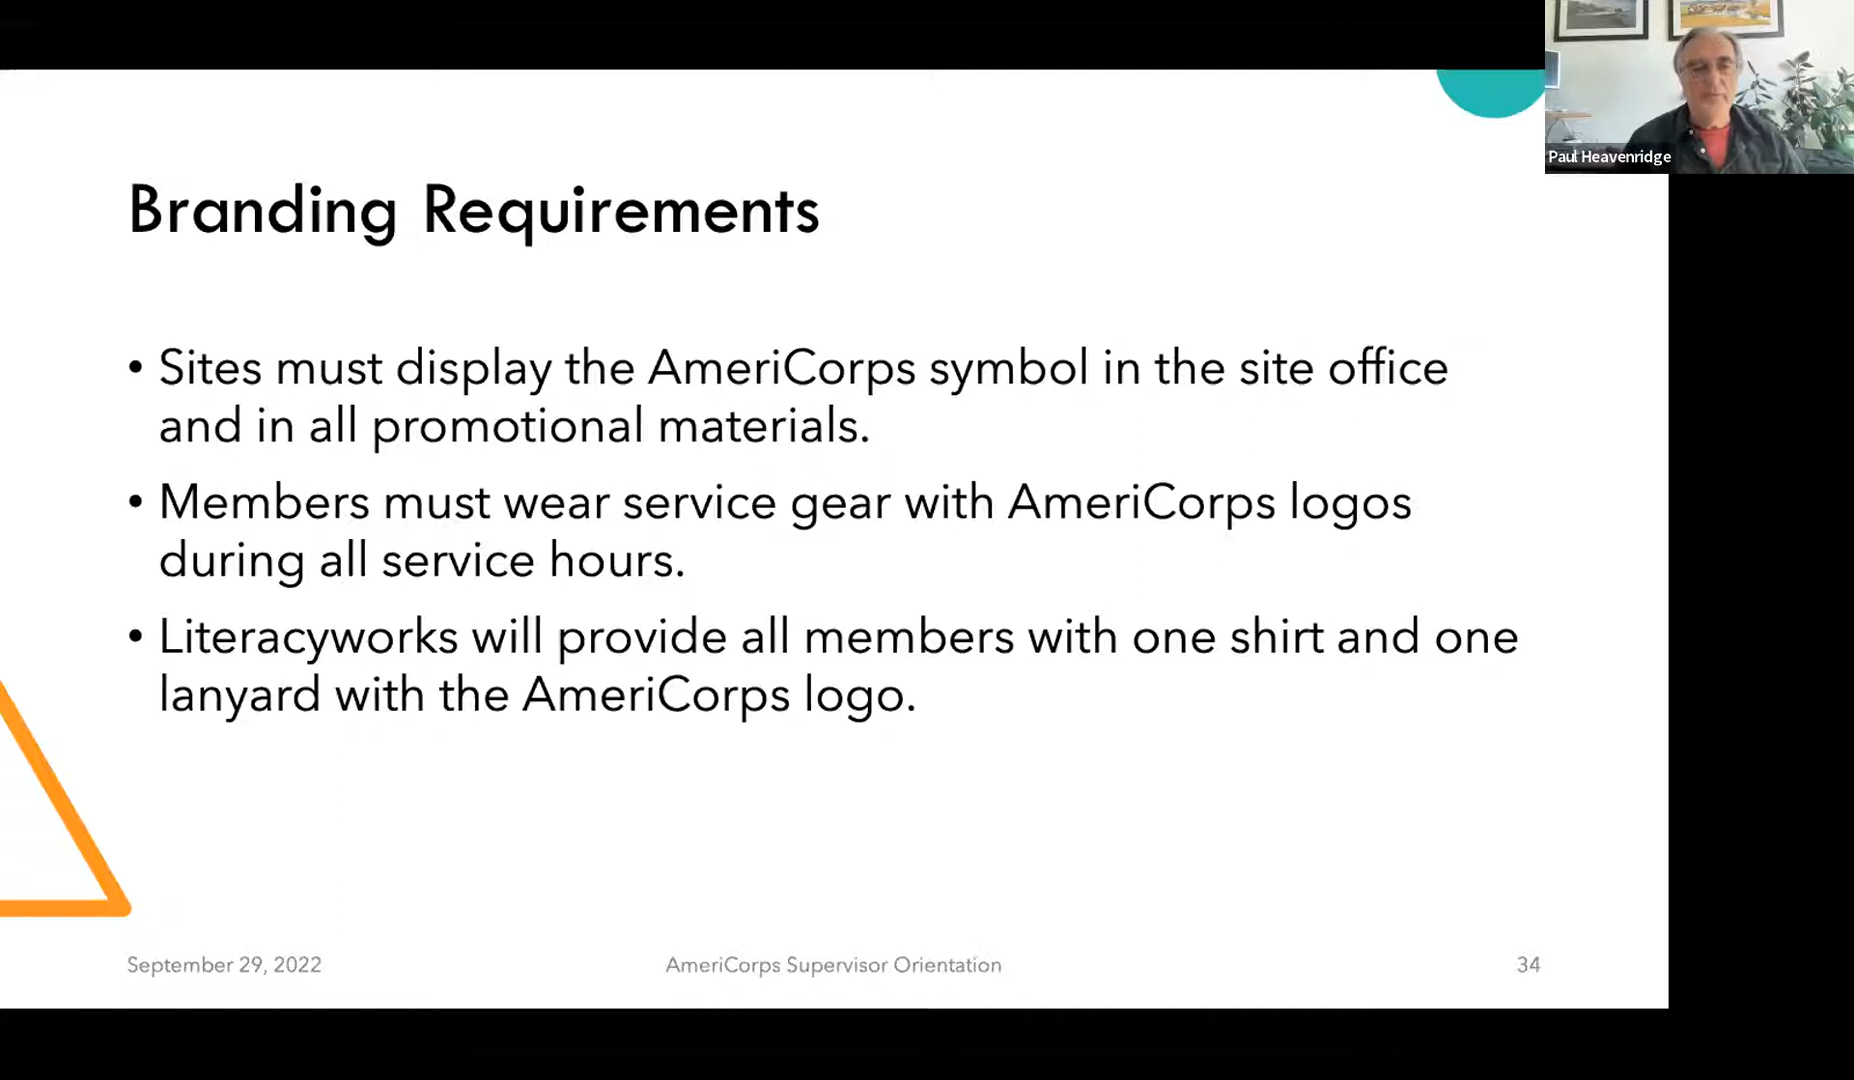 Paul Heavenridge
Branding Requirements
• Sites must display the AmeriCorps symbol in the site office
and in all promotional materials.
• Members must wear service gear with AmeriCorps logos
during all service hours.
• Literacyworks will provide all members with one shirt and one
lanyard with the AmeriCorps logo.
September 29, 2022
AmeriCorps Supervisor Orientation
34